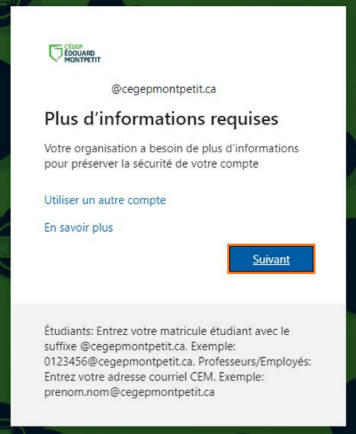 CÉGEP
ÉDOUARD
MONTPETIT
@cegepmontpetit.ca
Plus d'informations requises
Votre organisation a besoin de plus d'informations
pour préserver la sécurité de votre compte
Utiliser un autre compte
En savoir plus
Suivant
Étudiants: Entrez votre matricule étudiant avec le
suffixe @cegepmontpetit.ca. Exemple:
0123456@cegepmontpetit.ca. Professeurs/Employés:
Entrez votre adresse courriel CEM. Exemple:
prenom.nom@cegepmontpetit.ca